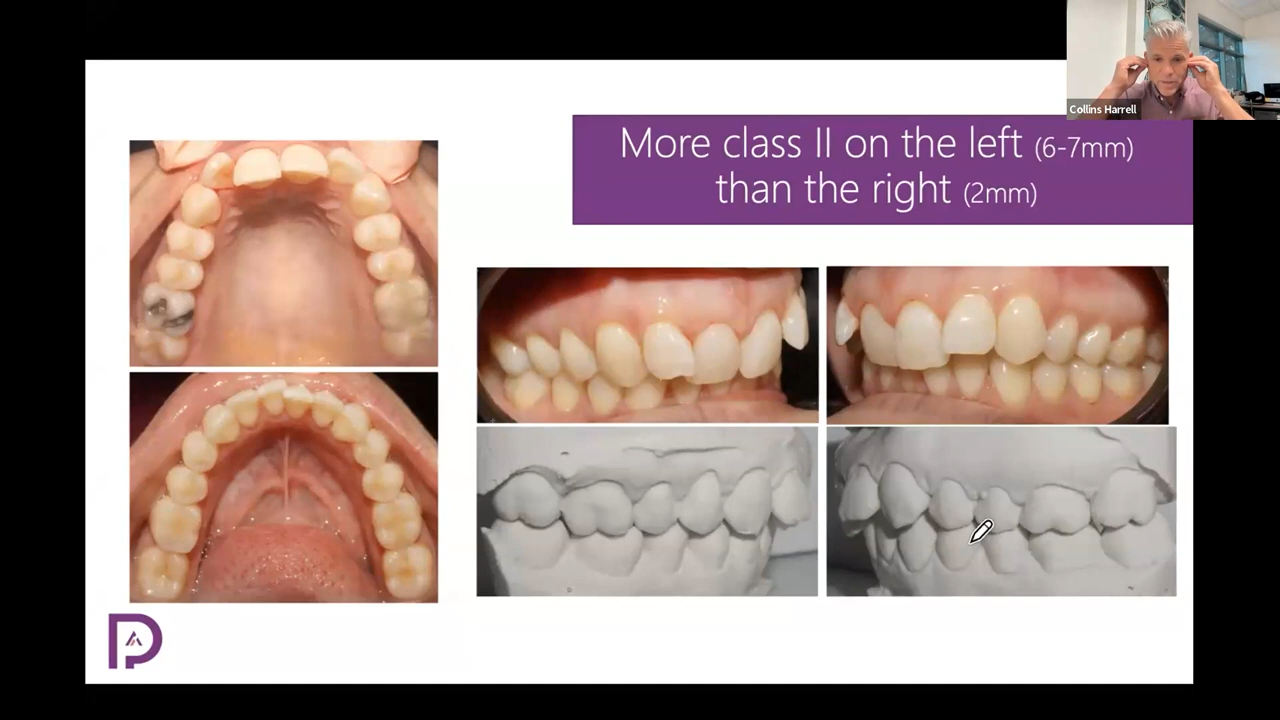 Collins Harrell
More class II on the left (6-7mm)
than the right (2mm)